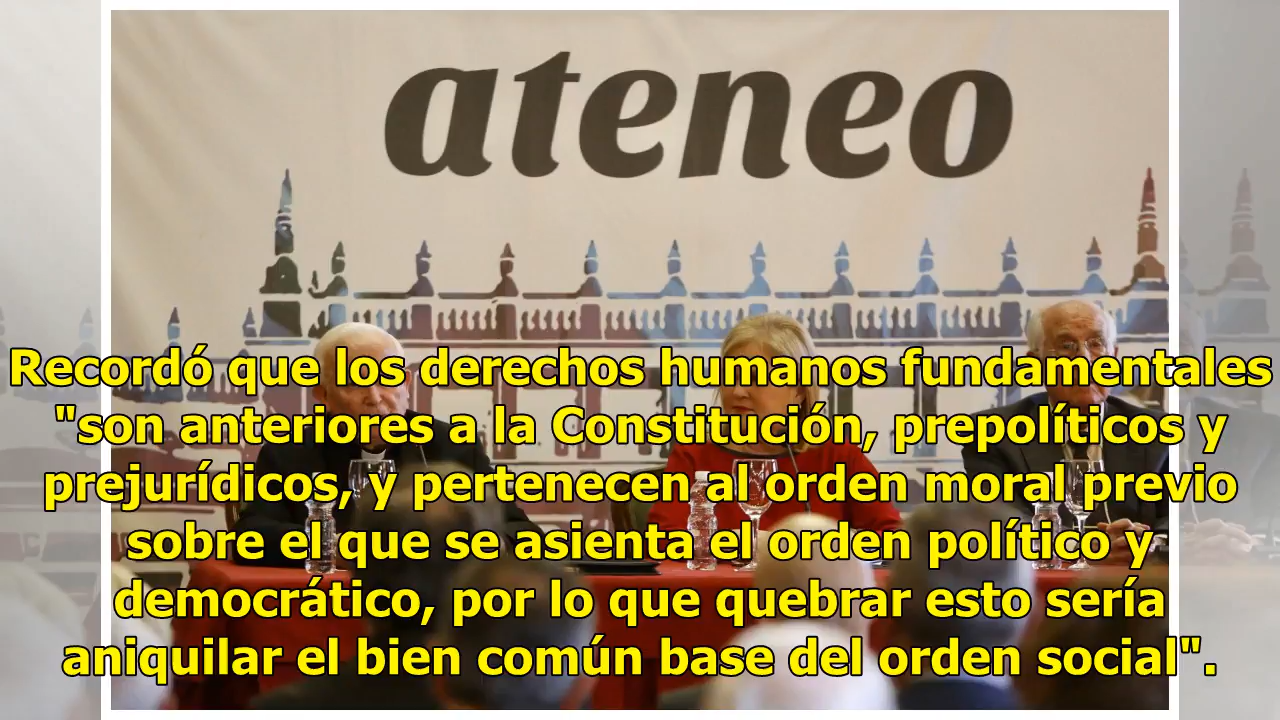 ateneo
Recordó que los derechos humanos fundamentales
"son anteriores a la Constitución, prepolíticos y
prejurídicos, y pertenecen al orden moral previo
sobre el que se asienta el orden político y
democrático, por lo que quebrar esto sería
aniquilar el bien común base del orden social".